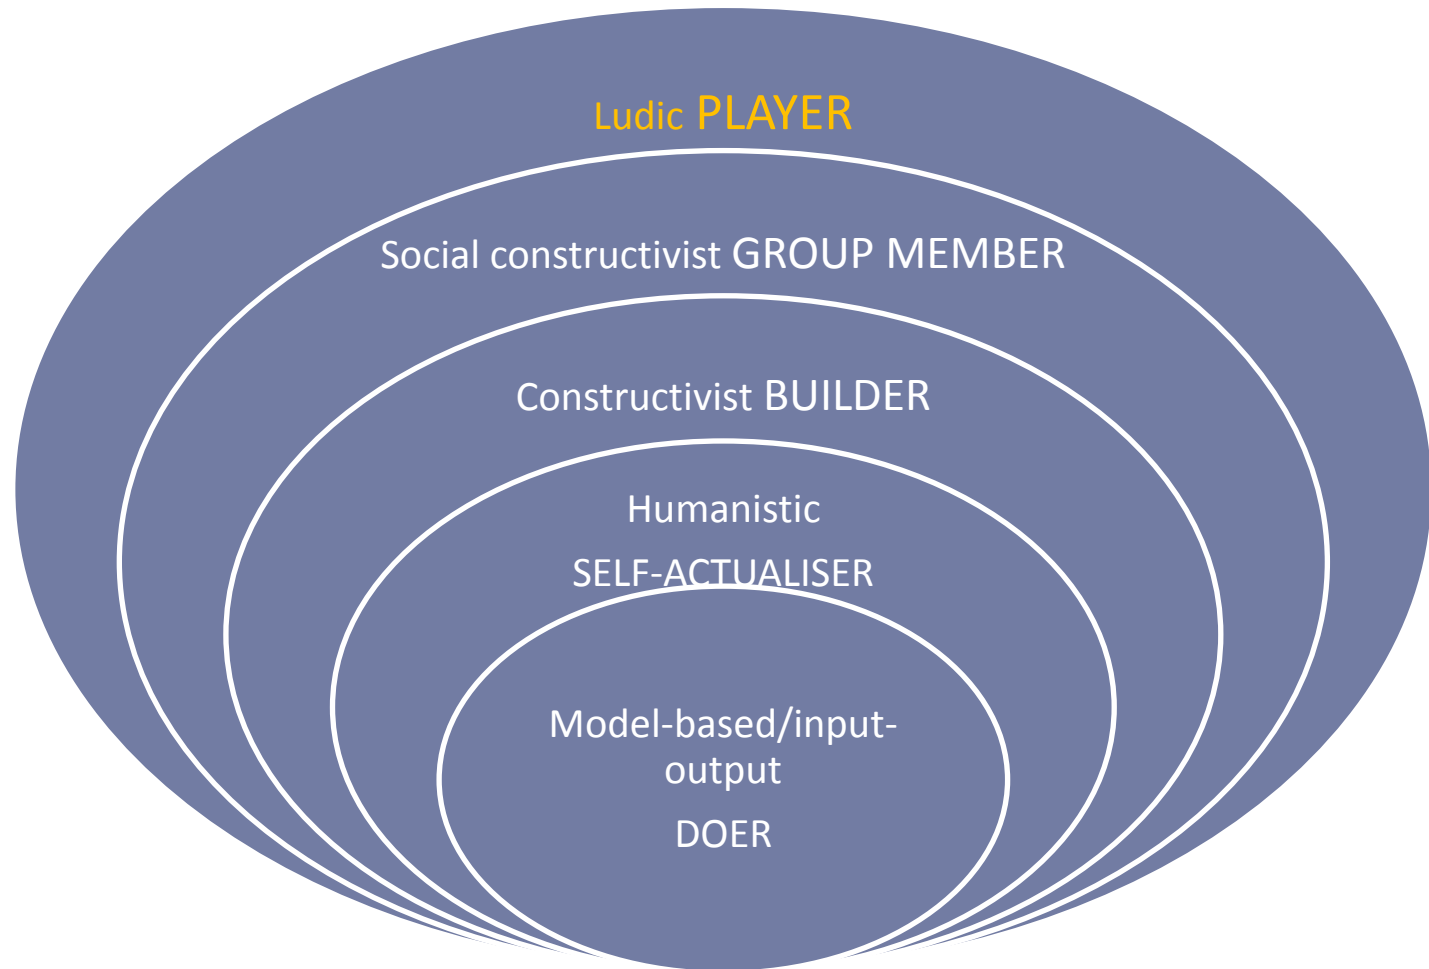 Ludic PLAYER
Social constructivist GROUP MEMBER
Constructivist BUILDER
Humanistic
SELF-ACTUALISER
Model-based/input-
output
DOER